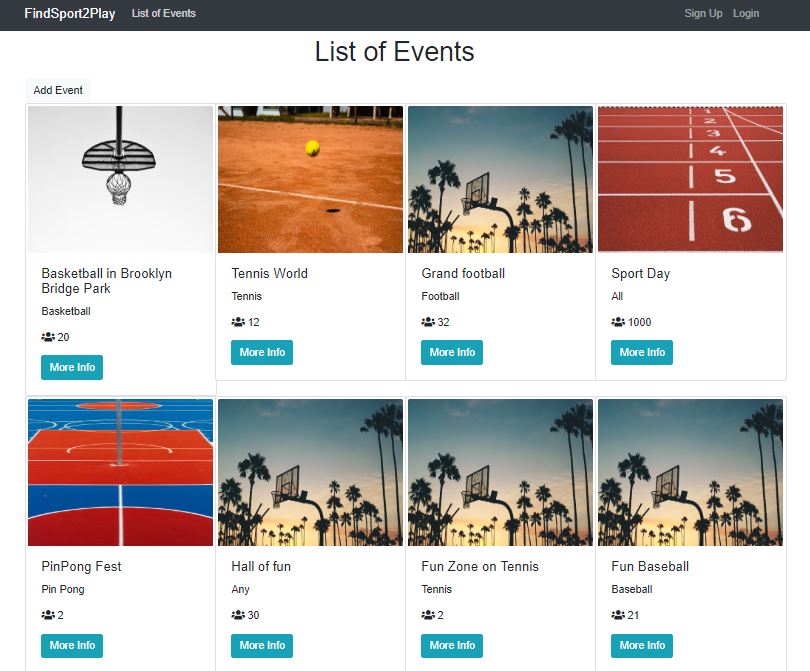 FindSport2Play List of Events Sign Up Login
List of Events
Add Event
2
3
4
5
6
Basketball in Brooklyn
Bridge Park
Basketball
20
More Info
Tennis World
Tennis
12
More Info
Grand football
Football
32
More Info
Sport Day
All
1000
More Info
PinPong Fest
Pin Pong
2
More Info
Hall of fun
Any
30
More Info
Fun Zone on Tennis
Tennis
2
More Info
Fun Baseball
Baseball
21
More Info